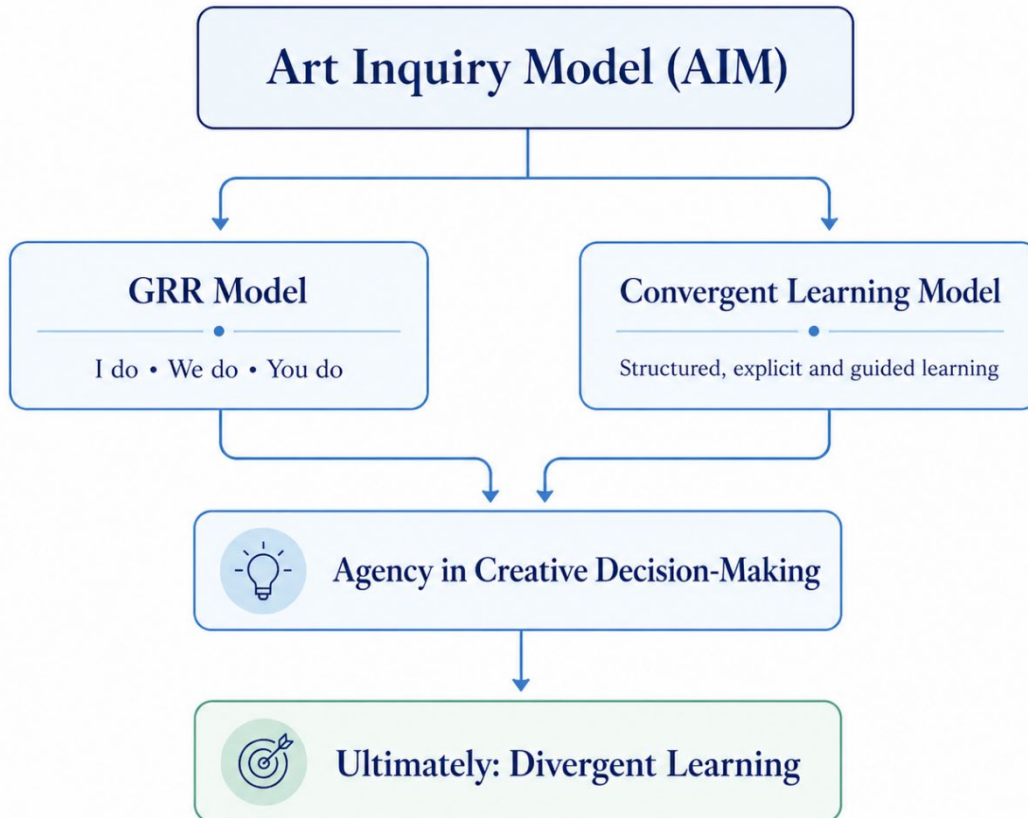 Art Inquiry Model (AIM)
GRR Model
I do • We do • You do
Convergent Learning Model
Structured, explicit and guided learning
Agency in Creative Decision-Making
Ultimately: Divergent Learning